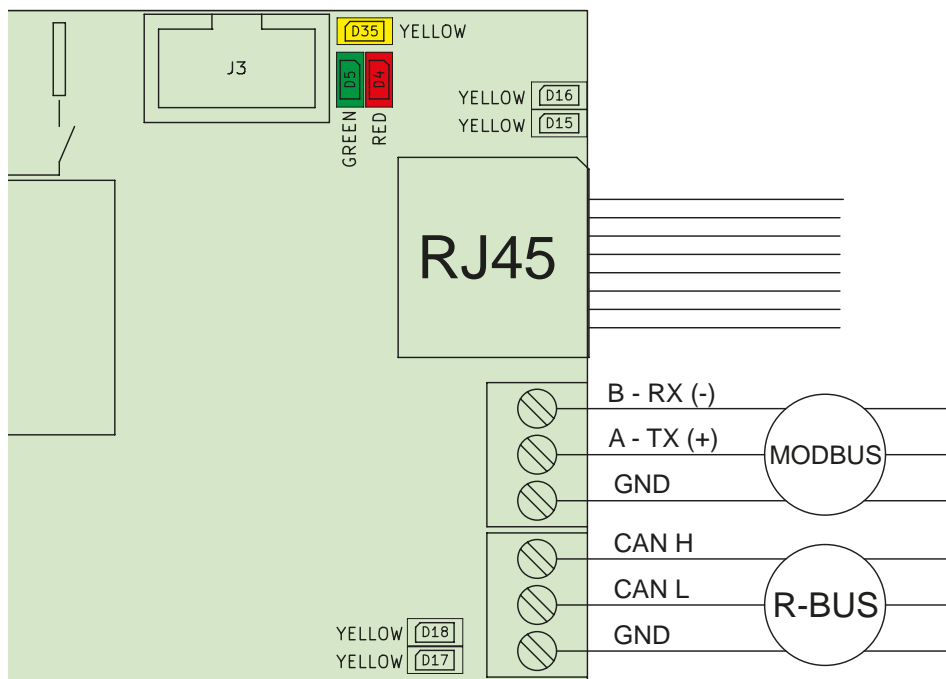 D35 YELLOW
J3
D5
D4
GREEN
RED
YELLOW D16
YELLOW D15
RJ45
B - RX (-)
A - TX (+)
GND
MODBUS
CAN H
CAN L
GND
R-BUS
YELLOW D18
YELLOW D17